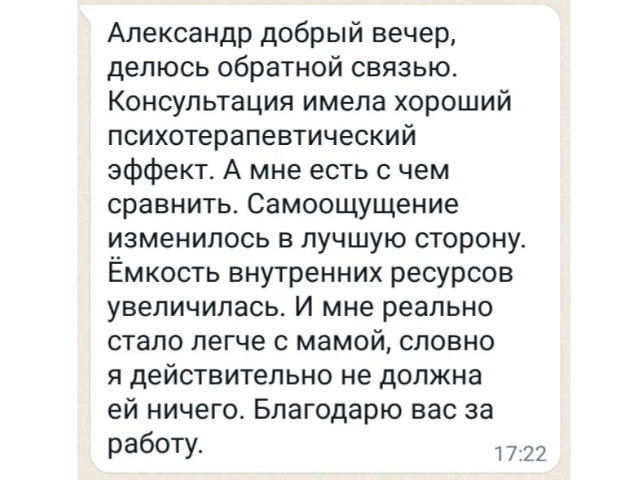 Александр добрый вечер,
делюсь обратной связью.
Консультация имела хороший
психотерапевтический
эффект. А мне есть с чем
сравнить. Самоощущение
изменилось в лучшую сторону.
Ёмкость внутренних ресурсов
увеличилась. И мне реально
стало легче с мамой, словно
я действительно не должна
ей ничего. Благодарю вас за
работу.
17:22